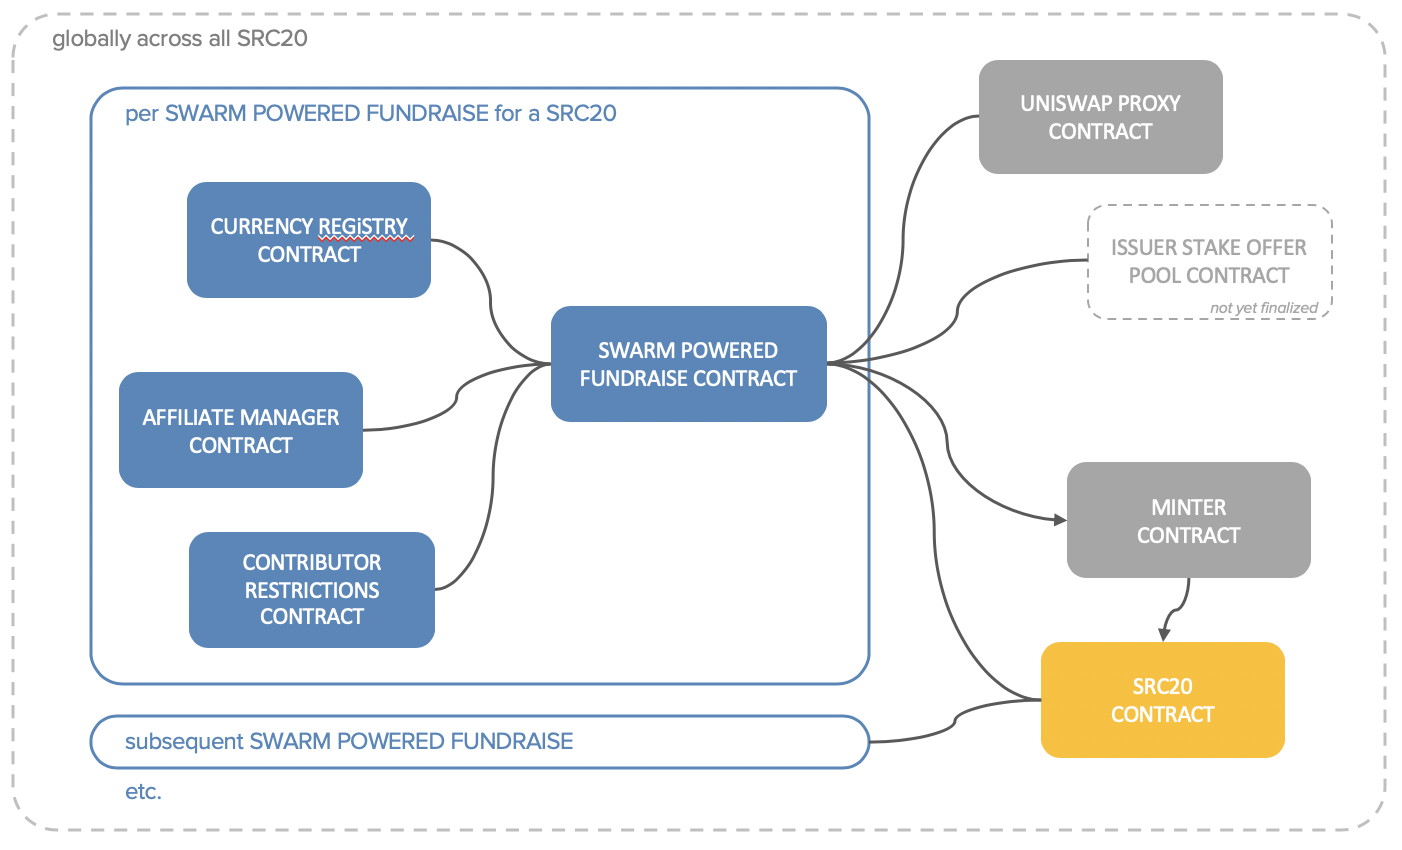 globally across all SRC20
per SWARM POWERED FUNDRAISE for a SRC20
UNISWAP PROXY
CONTRACT
CURRENCY REGiSTRY
CONTRACT
ISSUER STAKE OFFER
POOL CONTRACT
not yet finalized
SWARM POWERED
FUNDRAISE CONTRACT
AFFILIATE MANAGER
CONTRACT
MINTER
CONTRACT
CONTRIBUTOR
RESTRICTIONS
CONTRACT
SRC20
CONTRACT
subsequent SWARM POWERED FUNDRAISE
etc.